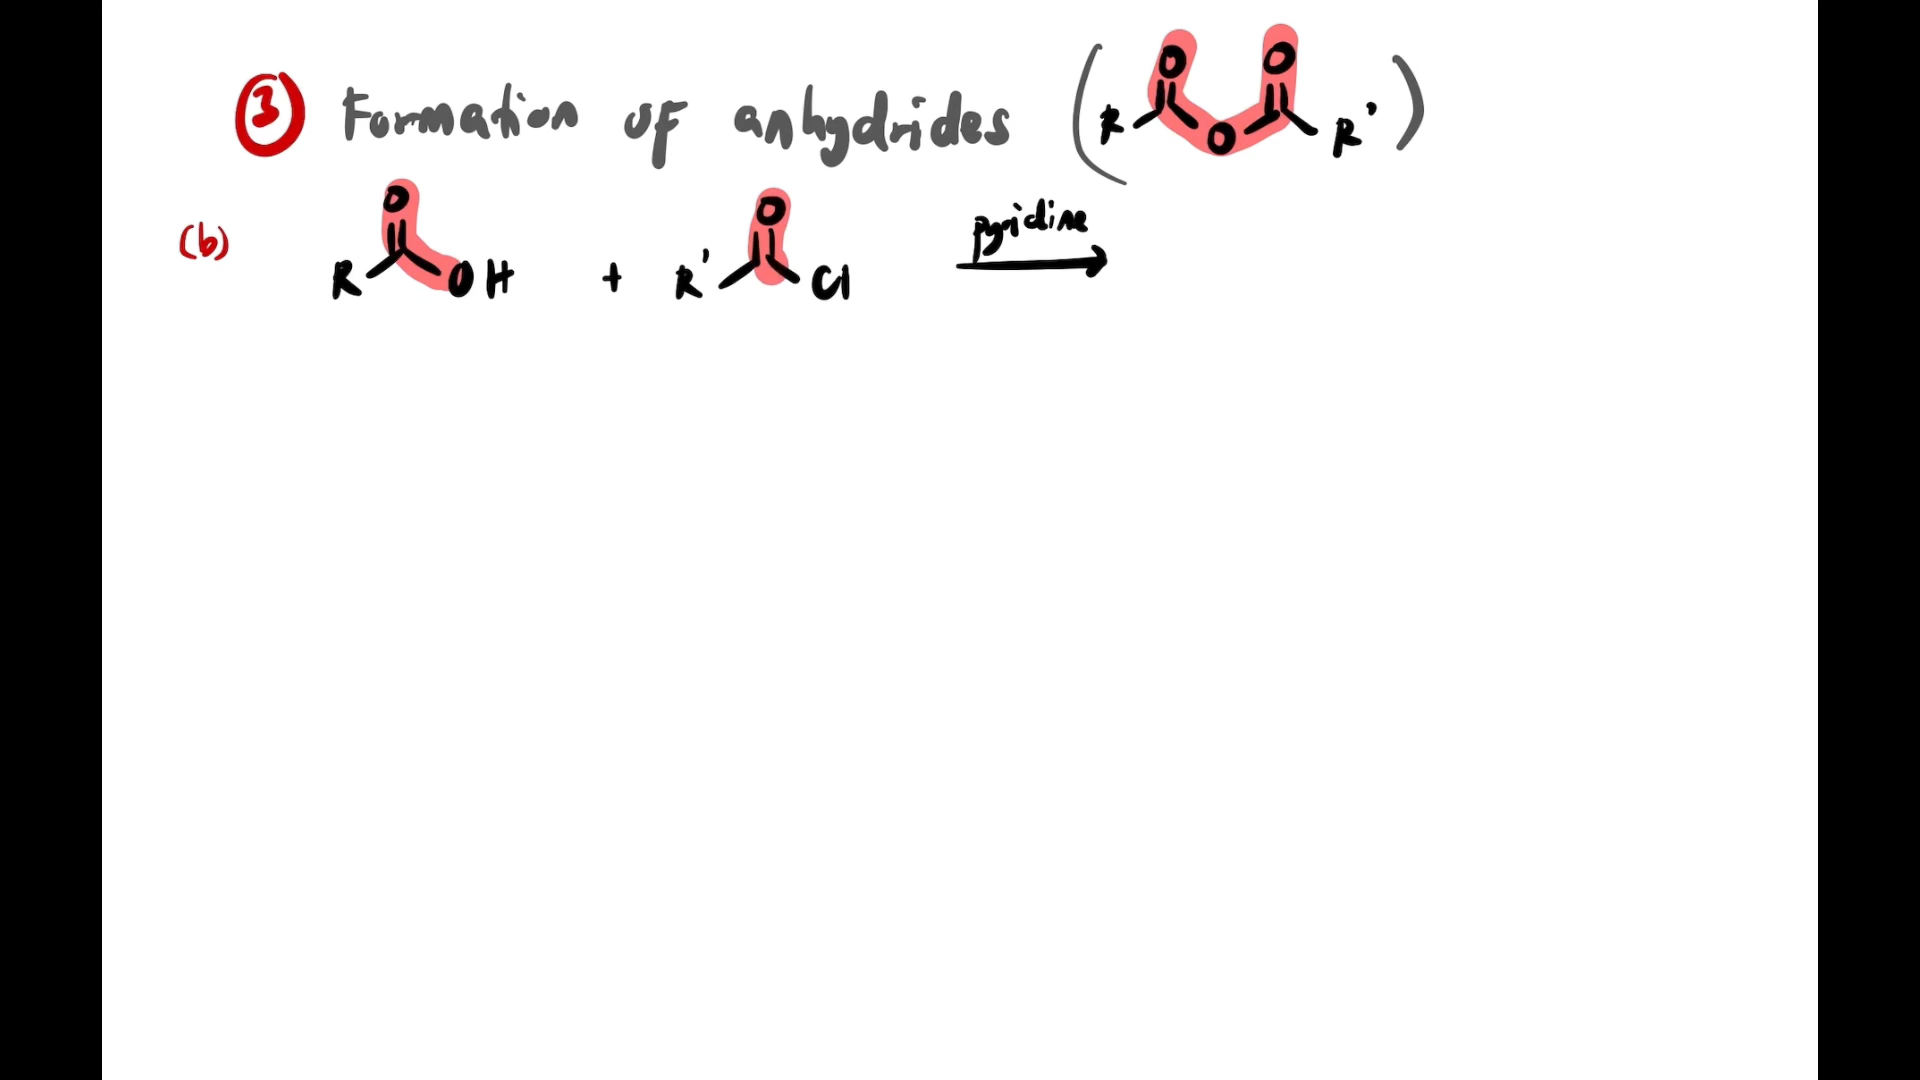 ③ Formation of anhydrides (R O O O R')
(b) R O OH + R' O Cl pyridine